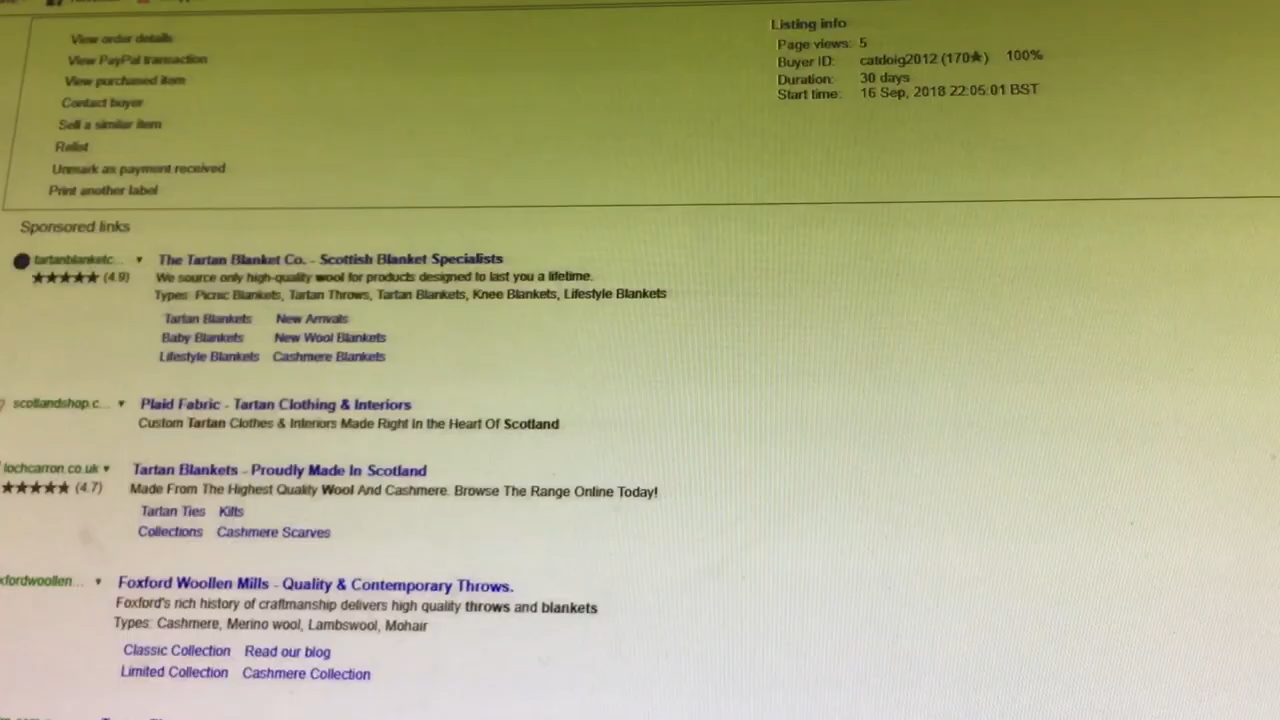 View order details
View PayPal transaction
View purchased item
Contact buyer
Sell a similar item
Relist
Unmark as payment received
Print another label
Listing info
Page views: 5
Buyer ID: catdoig2012 (170★) 100%
Duration: 30 days
Start time: 16 Sep, 2018 22:05:01 BST
Sponsored links
tartanblanketc... ▼ The Tartan Blanket Co. - Scottish Blanket Specialists
★★★★★ (4.9) We source only high-quality wool for products designed to last you a lifetime.
Types: Picnic Blankets, Tartan Throws, Tartan Blankets, Knee Blankets, Lifestyle Blankets
Tartan Blankets New Arrivals
Baby Blankets New Wool Blankets
Lifestyle Blankets Cashmere Blankets
scotlandshop.c... ▼ Plaid Fabric - Tartan Clothing & Interiors
Custom Tartan Clothes & Interiors Made Right In the Heart Of Scotland
lochcarron.co.uk ▼ Tartan Blankets - Proudly Made In Scotland
★★★★★ (4.7) Made From The Highest Quality Wool And Cashmere. Browse The Range Online Today!
Tartan Ties Kilts
Collections Cashmere Scarves
xfordwoollen... ▼ Foxford Woollen Mills - Quality & Contemporary Throws.
Foxford's rich history of craftmanship delivers high quality throws and blankets
Types: Cashmere, Merino wool, Lambswool, Mohair
Classic Collection Read our blog
Limited Collection Cashmere Collection